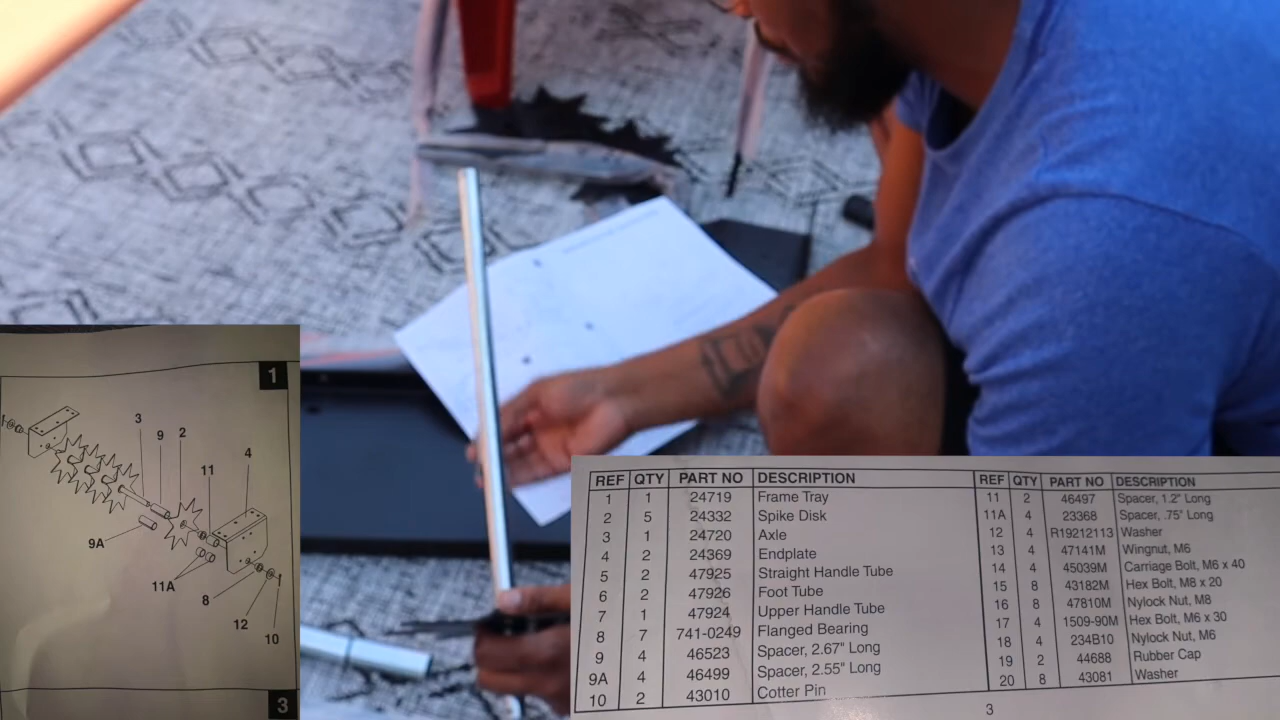 1
3
9
2
11
4
9A
11A
8
12
10
3
REF QTY PART NO DESCRIPTION
1 1 24719 Frame Tray
2 5 24332 Spike Disk
3 1 24720 Axle
4 2 24369 Endplate
5 2 47925 Straight Handle Tube
6 2 47926 Foot Tube
7 1 47924 Upper Handle Tube
8 7 741-0249 Flanged Bearing
9 4 46523 Spacer, 2.67" Long
9A 4 46499 Spacer, 2.55" Long
10 2 43010 Cotter Pin
REF QTY PART NO DESCRIPTION
11 2 46497 Spacer, 1.2" Long
11A 4 23368 Spacer, .75" Long
12 4 R19212113 Washer
13 4 47141M Wingnut, M6
14 4 45039M Carriage Bolt, M6 x 40
15 8 43182M Hex Bolt, M8 x 20
16 8 47810M Nylock Nut, M8
17 4 1509-90M Hex Bolt, M6 x 30
18 4 234B10 Nylock Nut, M6
19 2 44688 Rubber Cap
20 8 43081 Washer
3